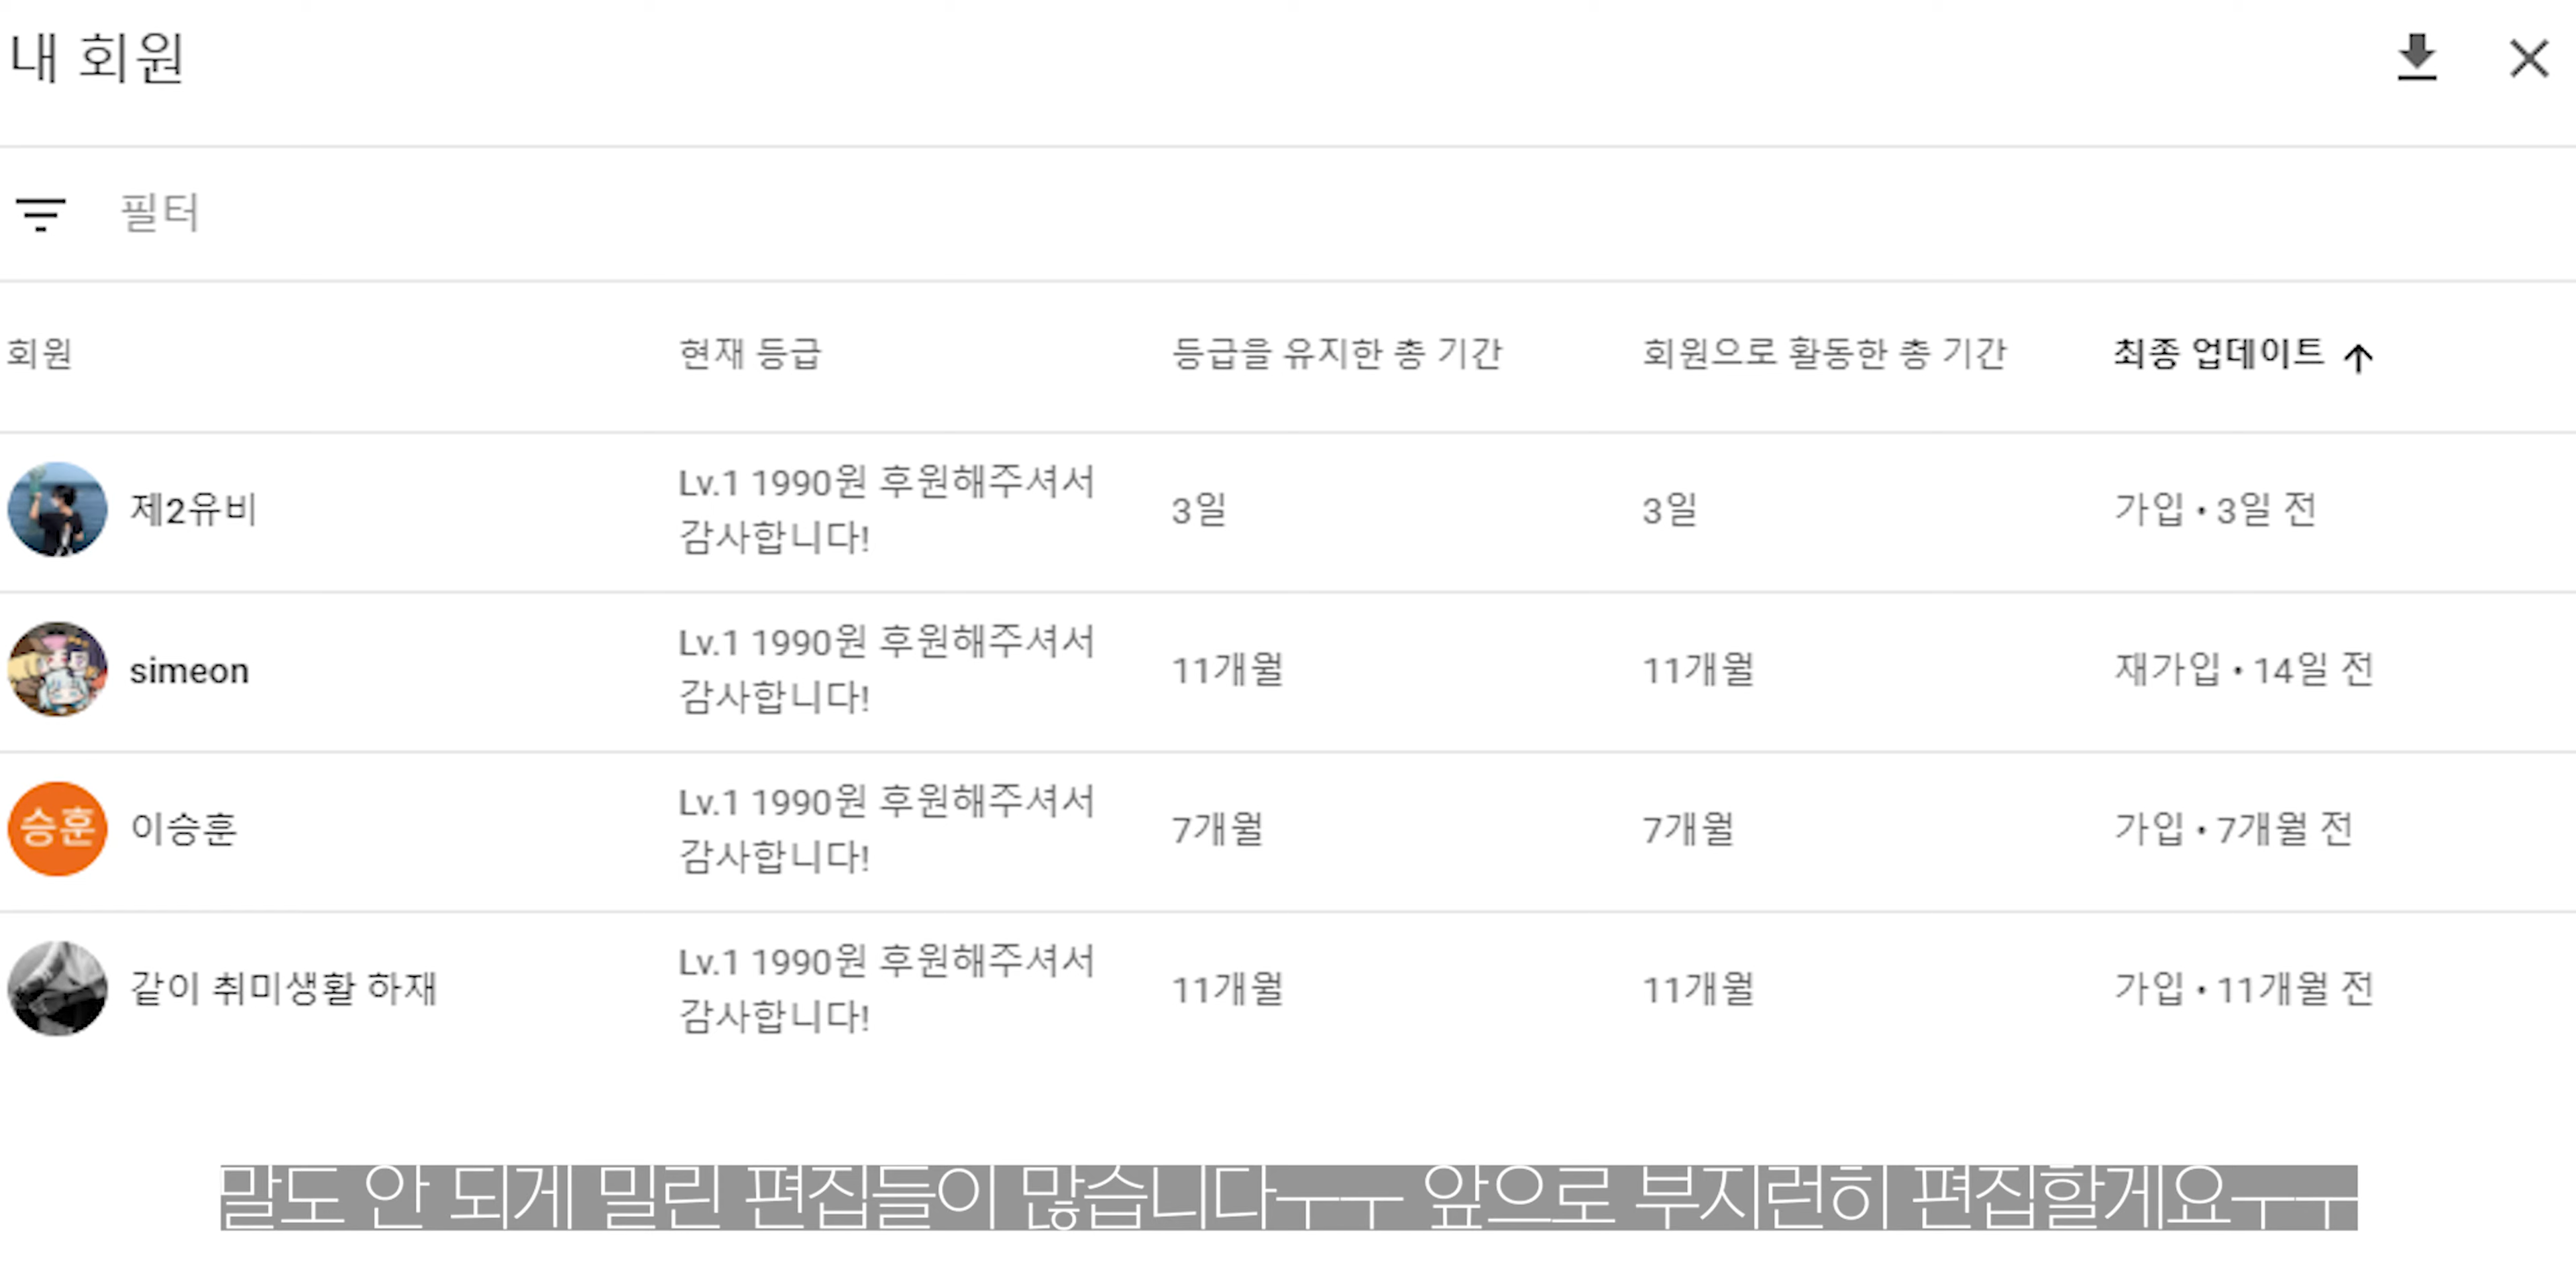 내 회원
필터
회원 현재 등급 등급을 유지한 총 기간 회원으로 활동한 총 기간 최종 업데이트
제2유비 Lv.1 1990원 후원해주셔서 감사합니다! 3일 3일 가입 • 3일 전
simeon Lv.1 1990원 후원해주셔서 감사합니다! 11개월 11개월 재가입 • 14일 전
승훈 이승훈 Lv.1 1990원 후원해주셔서 감사합니다! 7개월 7개월 가입 • 7개월 전
같이 취미생활 하재 Lv.1 1990원 후원해주셔서 감사합니다! 11개월 11개월 가입 • 11개월 전
말도 안 되게 밀린 편집들이 많습니다ㅜㅜ 앞으로 부지런히 편집할게요ㅜㅜ